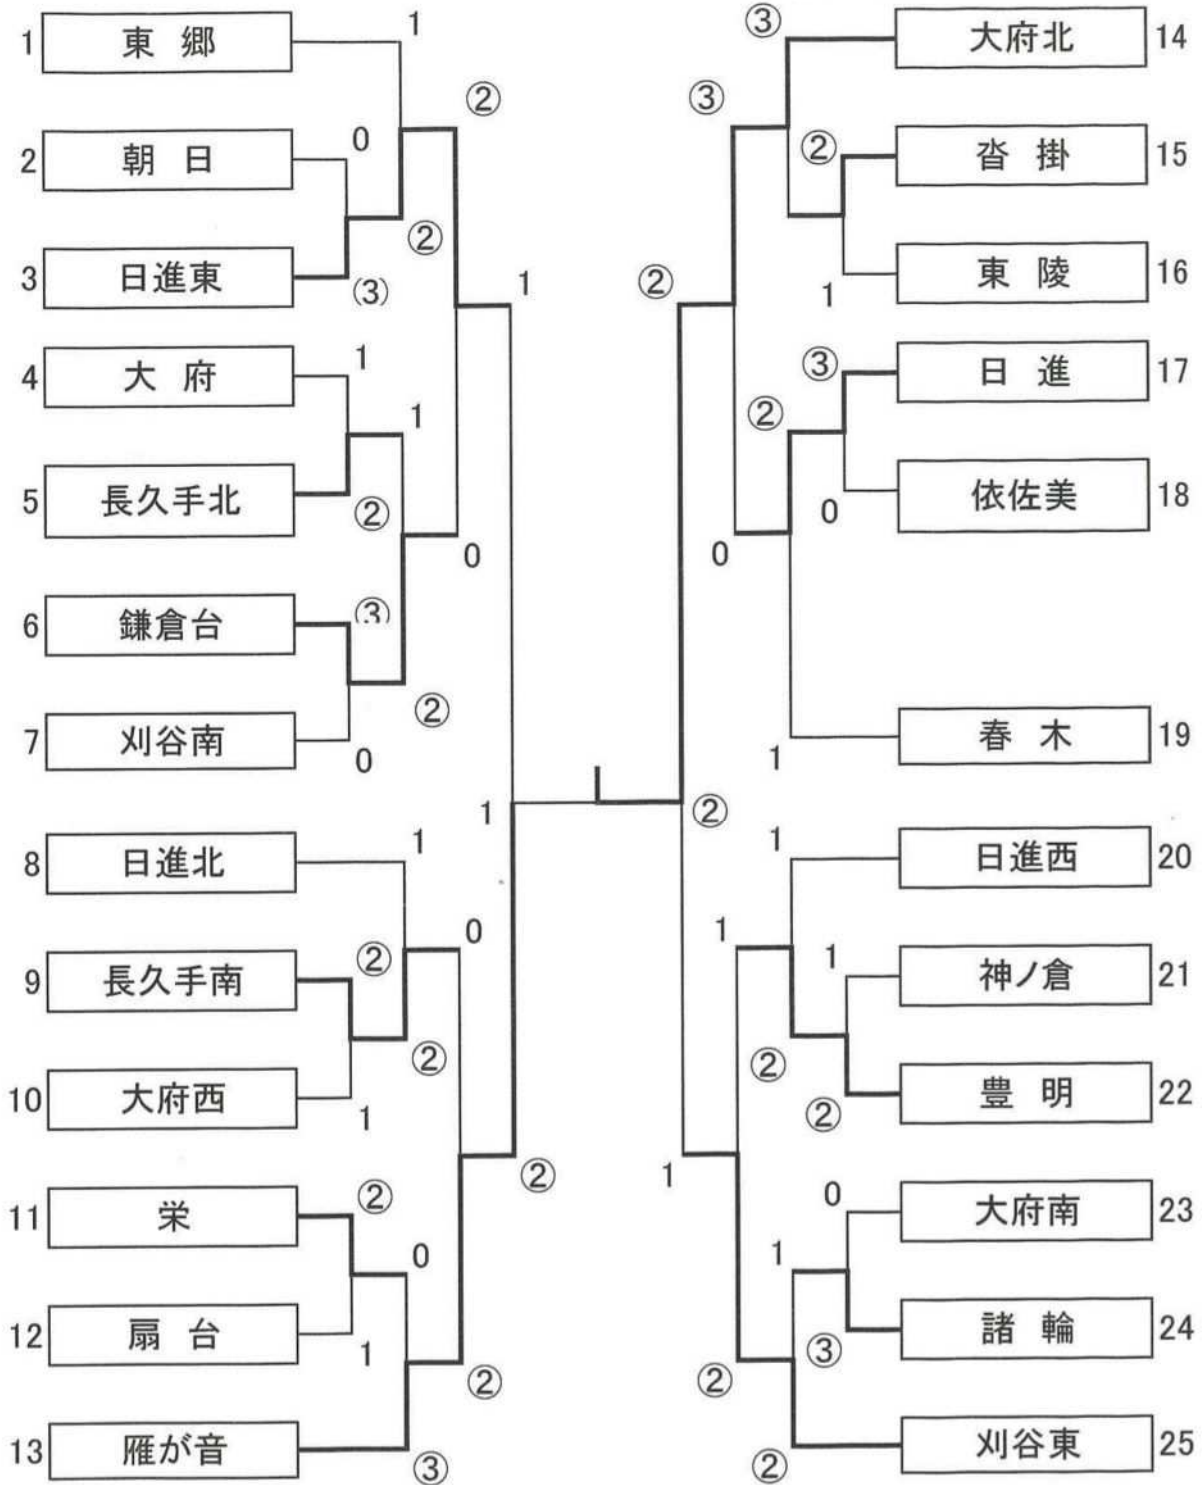 1 東郷
2 朝日
3 日進東
4 大府
5 長久手北
6 鎌倉台
7 刈谷南
8 日進北
9 長久手南
10 大府西
11 栄
12 扇台
13 雁が音
1
0
②
②
(3)
1
1
②
③
0
②
0
1
1
②
1
0
②
②
1
②
1
0
②
③
②
③
③
②
1
②
③
②
0
0
1
②
1
1
1
②
②
1
0
1
③
②
②
大府北 14
沓掛 15
東陵 16
日進 17
依佐美 18
春木 19
日進西 20
神ノ倉 21
豊明 22
大府南 23
諸輪 24
刈谷東 25